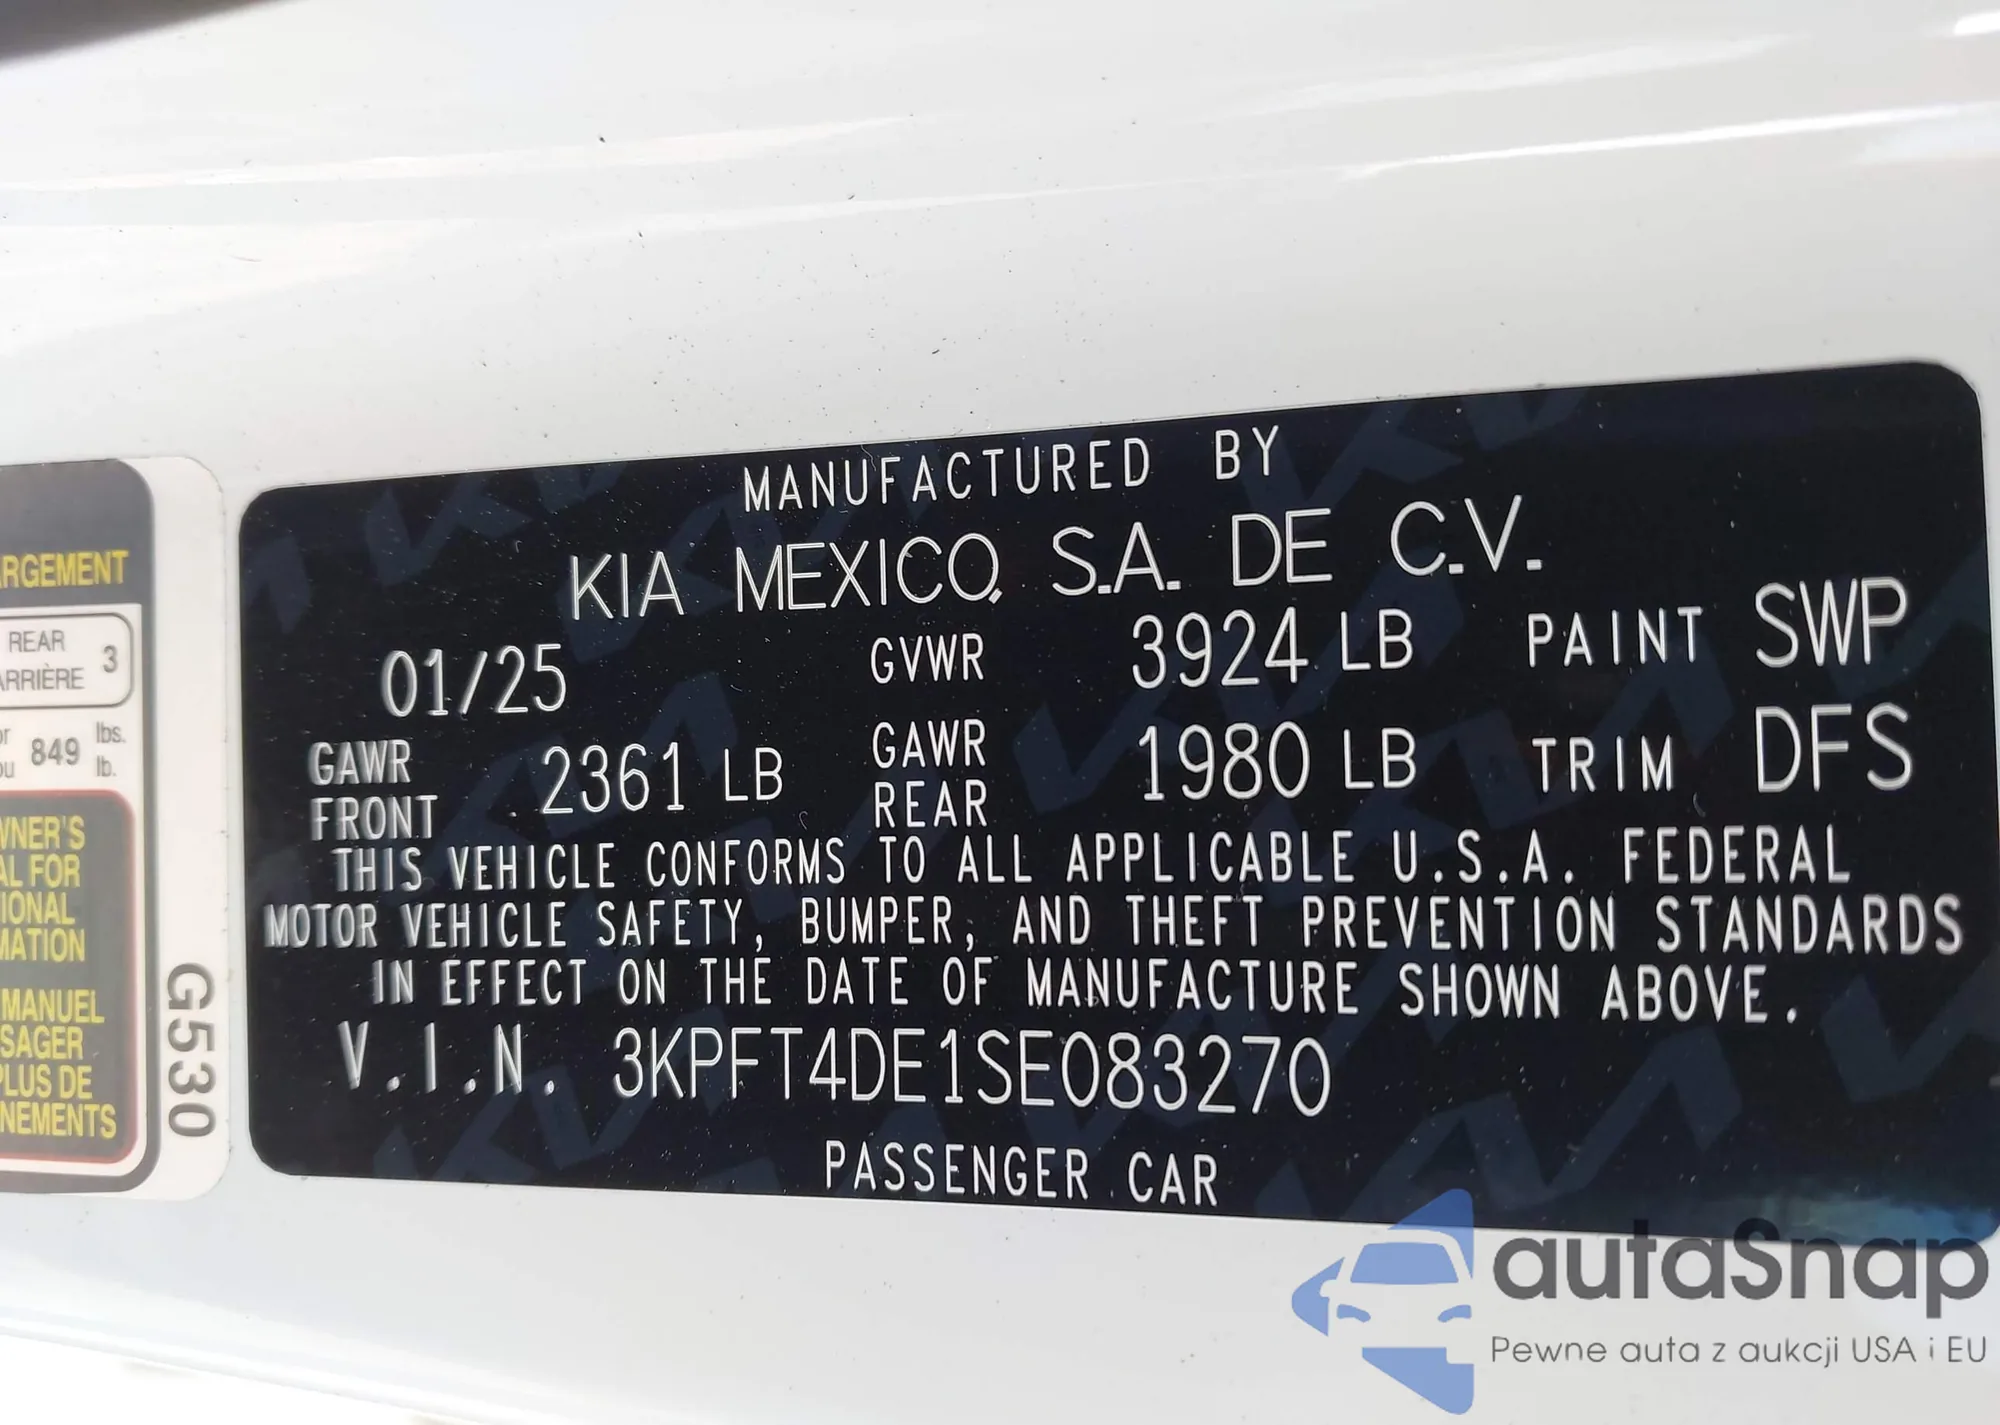 MANUFACTURED BY
KIA MEXICO, S.A. DE C.V.
01/25 GVWR 3924 LB PAINT SWP
GAWR FRONT 2361 LB GAWR REAR 1980 LB TRIM DFS
THIS VEHICLE CONFORMS TO ALL APPLICABLE U.S.A. FEDERAL
MOTOR VEHICLE SAFETY, BUMPER, AND THEFT PREVENTION STANDARDS
IN EFFECT ON THE DATE OF MANUFACTURE SHOWN ABOVE.
V.I.N. 3KPFT4DE1SE083270
PASSENGER CAR
ARGEMENT
REAR
ARRIÈRE 3
or 849 lbs.
ou lb.
WNER'S
AL FOR
IONAL
MATION
MANUEL
SAGER
PLUS DE
NEMENTS
G530
autaSnap
Pewne auta z aukcji USA i EU